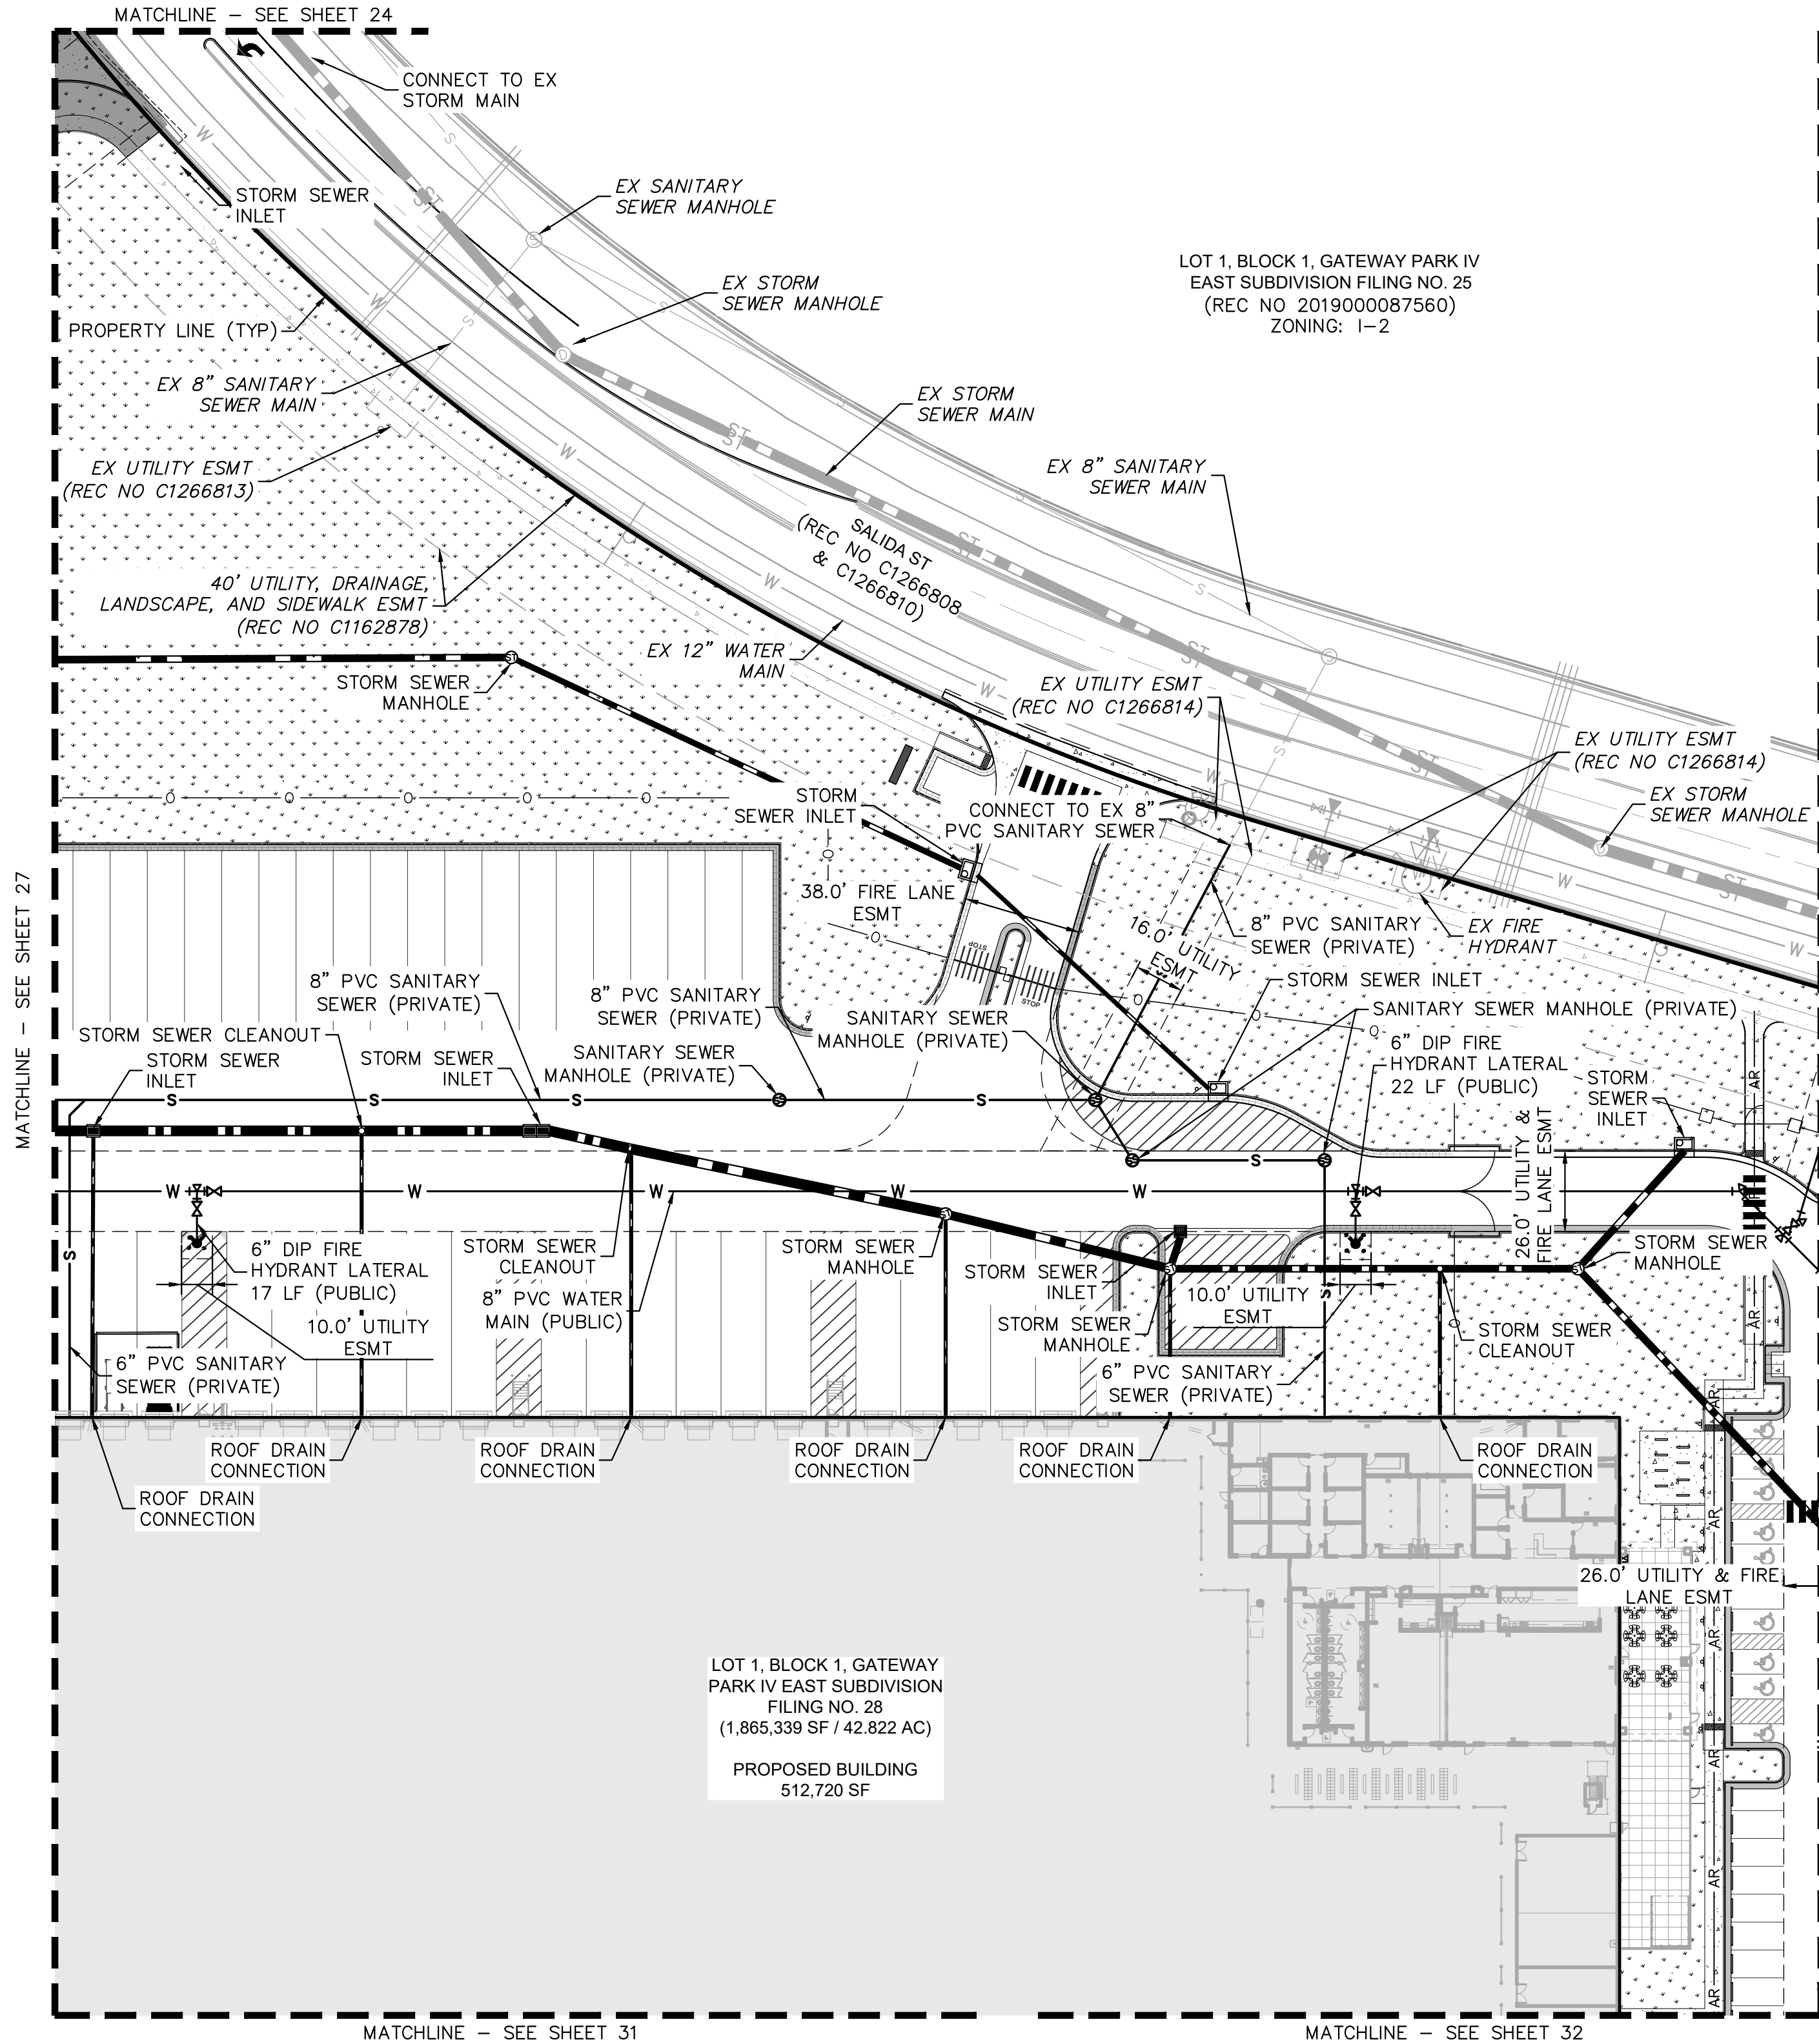 MATCHLINE – SEE SHEET 24
CONNECT TO EX
STORM MAIN
STORM SEWER
INLET
EX SANITARY
SEWER MANHOLE
EX STORM
SEWER MANHOLE
LOT 1, BLOCK 1, GATEWAY PARK IV
EAST SUBDIVISION FILING NO. 25
(REC NO 2019000087560)
ZONING: I-2
PROPERTY LINE (TYP)
EX 8" SANITARY
SEWER MAIN
EX STORM
SEWER MAIN
EX UTILITY ESMT
(REC NO C1266813)
EX 8" SANITARY
SEWER MAIN
SALIDA ST
(REC NO C1266808
& C1266810)
40' UTILITY, DRAINAGE,
LANDSCAPE, AND SIDEWALK ESMT
(REC NO C1162878)
EX 12" WATER
MAIN
STORM SEWER
MANHOLE
EX UTILITY ESMT
(REC NO C1266814)
EX UTILITY ESMT
(REC NO C1266814)
EX STORM
SEWER MANHOLE
STORM
SEWER INLET
CONNECT TO EX 8"
PVC SANITARY SEWER
MATCHLINE – SEE SHEET 27
38.0' FIRE LANE
ESMT
16.0' UTILITY
ESMT
8" PVC SANITARY
SEWER (PRIVATE)
EX FIRE
HYDRANT
STOP
STOP
8" PVC SANITARY
SEWER (PRIVATE)
8" PVC SANITARY
SEWER (PRIVATE)
STORM SEWER INLET
SANITARY SEWER
MANHOLE (PRIVATE)
SANITARY SEWER MANHOLE (PRIVATE)
STORM SEWER CLEANOUT
STORM SEWER
INLET
STORM SEWER
INLET
SANITARY SEWER
MANHOLE (PRIVATE)
6" DIP FIRE
HYDRANT LATERAL
22 LF (PUBLIC)
STORM
SEWER
INLET
26.0' UTILITY &
FIRE LANE ESMT
6" DIP FIRE
HYDRANT LATERAL
17 LF (PUBLIC)
10.0' UTILITY
ESMT
STORM SEWER
CLEANOUT
8" PVC WATER
MAIN (PUBLIC)
STORM SEWER
MANHOLE
STORM SEWER
INLET
STORM SEWER
MANHOLE
10.0' UTILITY
ESMT
STORM SEWER
MANHOLE
STORM SEWER
CLEANOUT
6" PVC SANITARY
SEWER (PRIVATE)
6" PVC SANITARY
SEWER (PRIVATE)
ROOF DRAIN
CONNECTION
ROOF DRAIN
CONNECTION
ROOF DRAIN
CONNECTION
ROOF DRAIN
CONNECTION
ROOF DRAIN
CONNECTION
ROOF DRAIN
CONNECTION
26.0' UTILITY & FIRE
LANE ESMT
LOT 1, BLOCK 1, GATEWAY
PARK IV EAST SUBDIVISION
FILING NO. 28
(1,865,339 SF / 42.822 AC)
PROPOSED BUILDING
512,720 SF
MATCHLINE – SEE SHEET 31
MATCHLINE – SEE SHEET 32